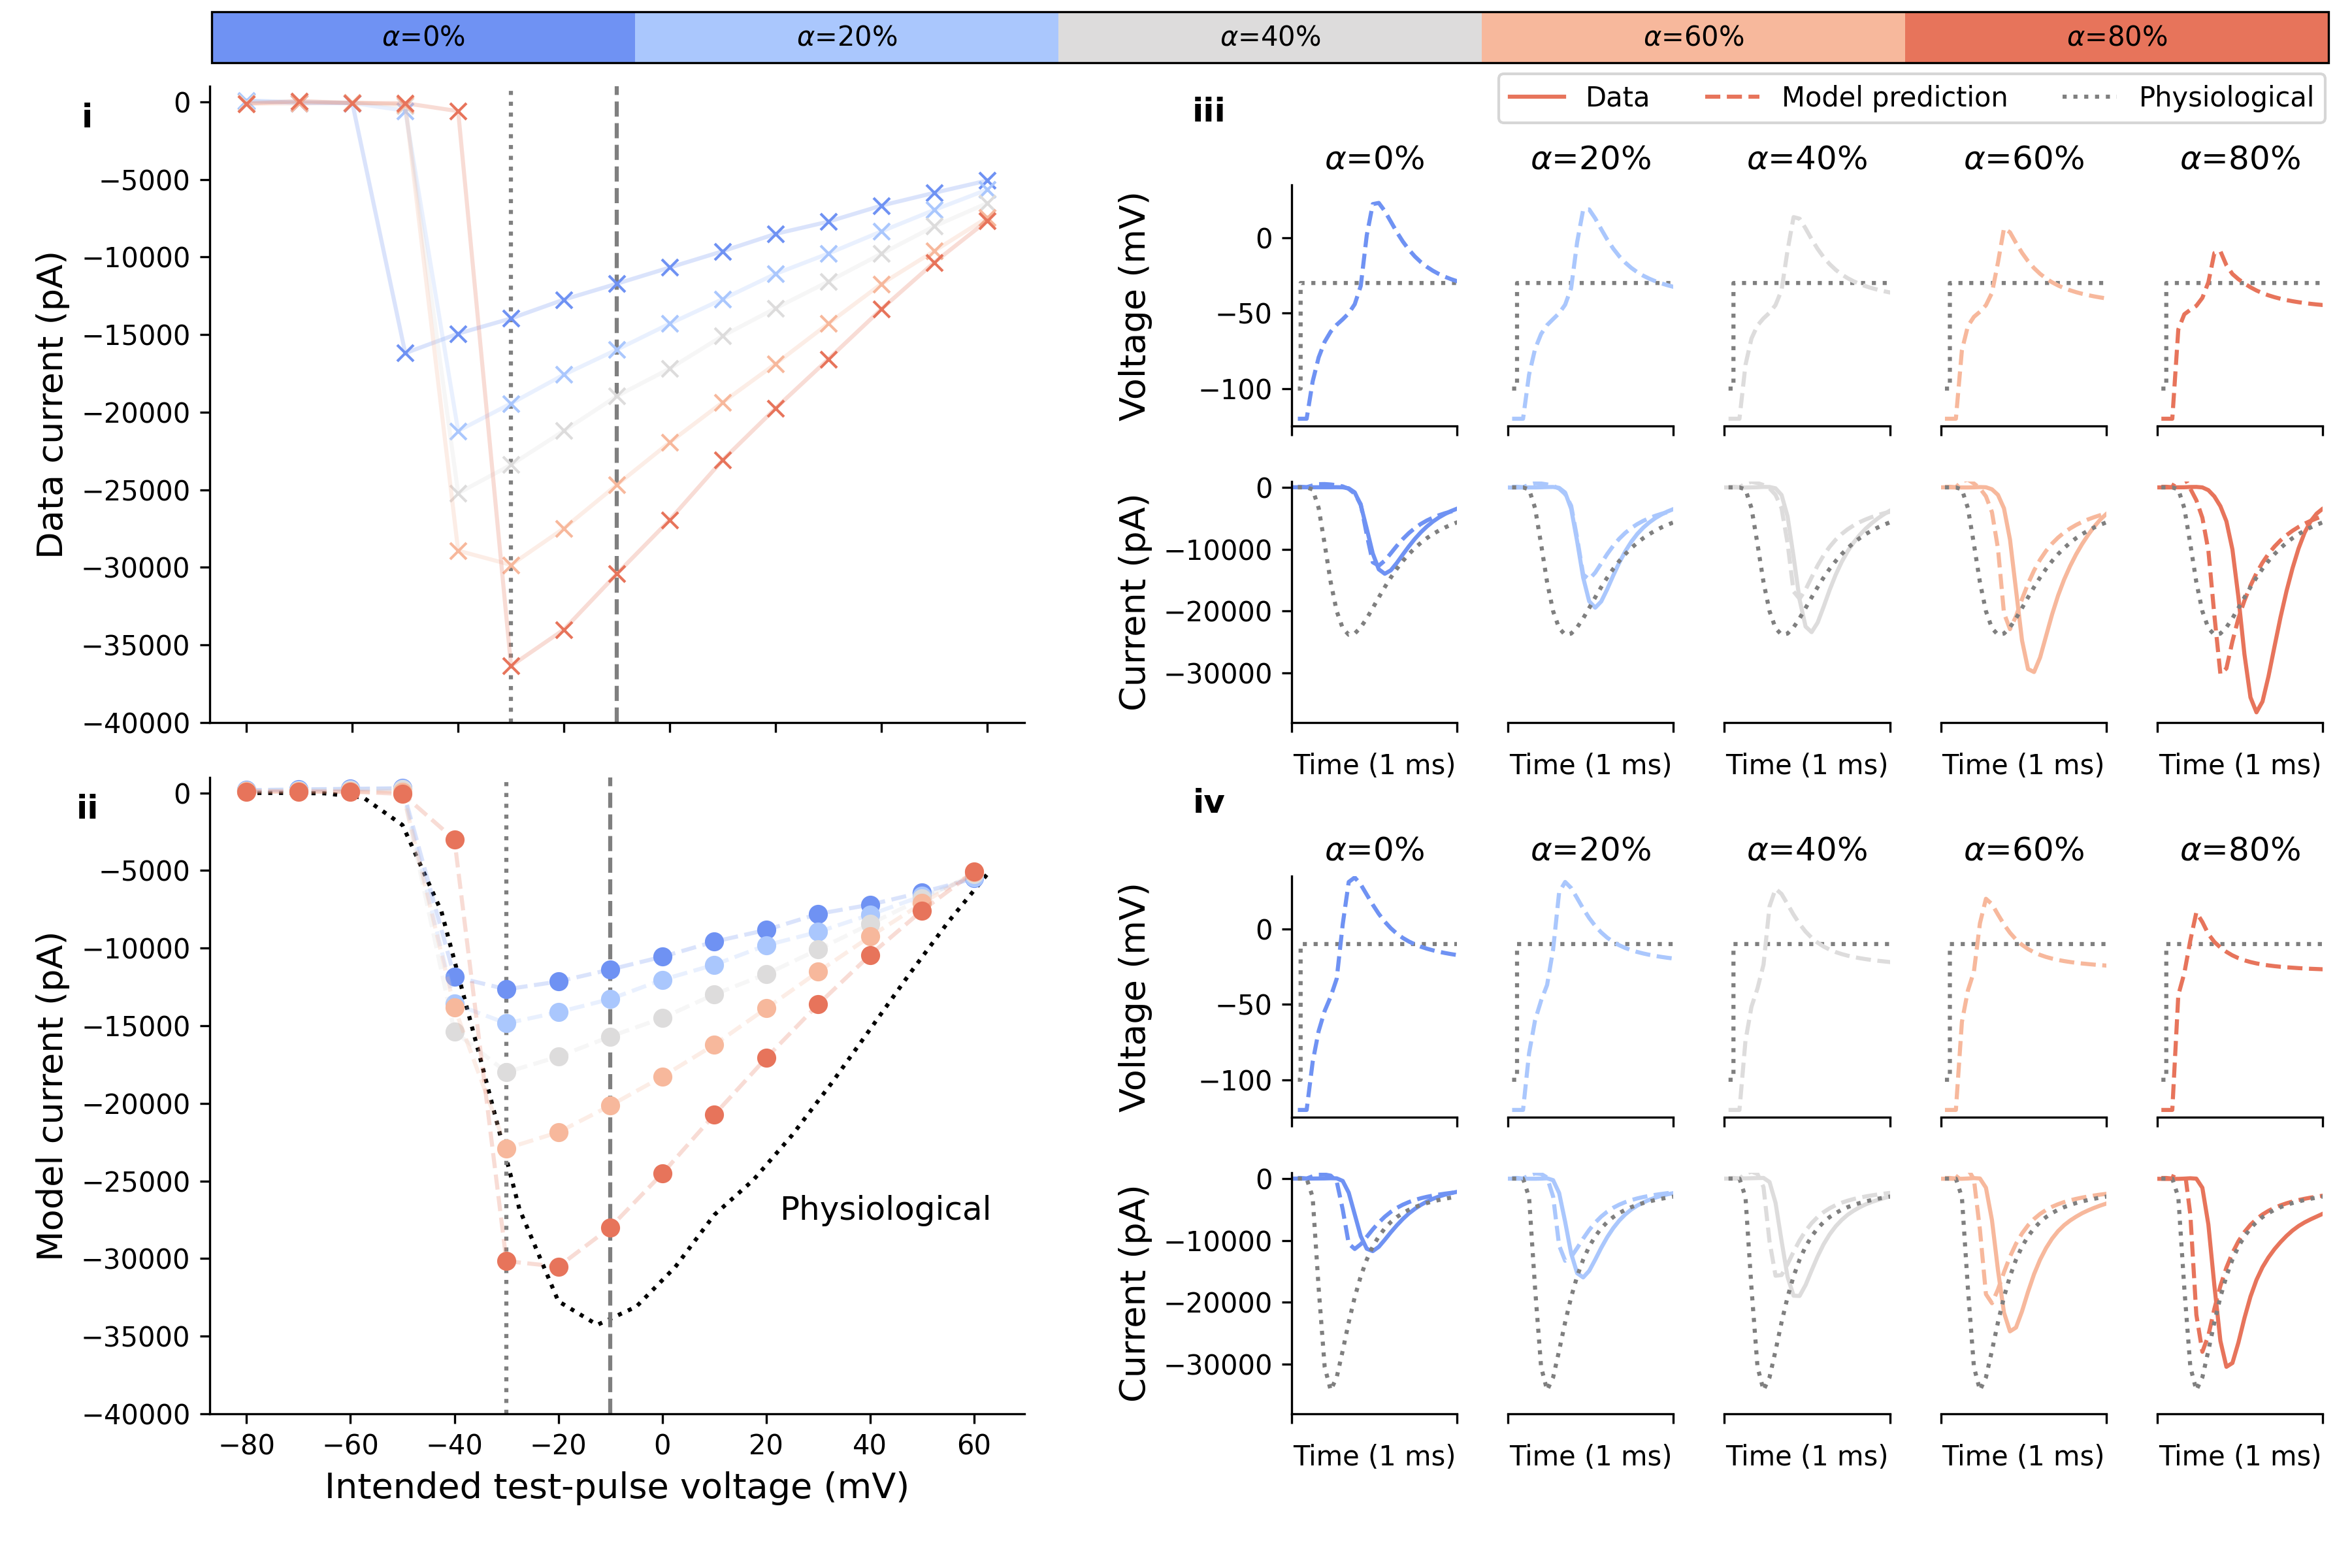 α=0% α=20% α=40% α=60% α=80%
Data Model prediction Physiological
i
0
−5000
−10000
−15000
−20000
−25000
−30000
−35000
−40000
Data current (pA)
ii
0
−5000
−10000
−15000
−20000
−25000
−30000
−35000
−40000
Model current (pA)
Physiological
−80 −60 −40 −20 0 20 40 60
Intended test-pulse voltage (mV)
iii
α=0% α=20% α=40% α=60% α=80%
Voltage (mV)
0
−50
−100
Current (pA)
0
−10000
−20000
−30000
Time (1 ms) Time (1 ms) Time (1 ms) Time (1 ms) Time (1 ms)
iv
α=0% α=20% α=40% α=60% α=80%
Voltage (mV)
0
−50
−100
Current (pA)
0
−10000
−20000
−30000
Time (1 ms) Time (1 ms) Time (1 ms) Time (1 ms) Time (1 ms)